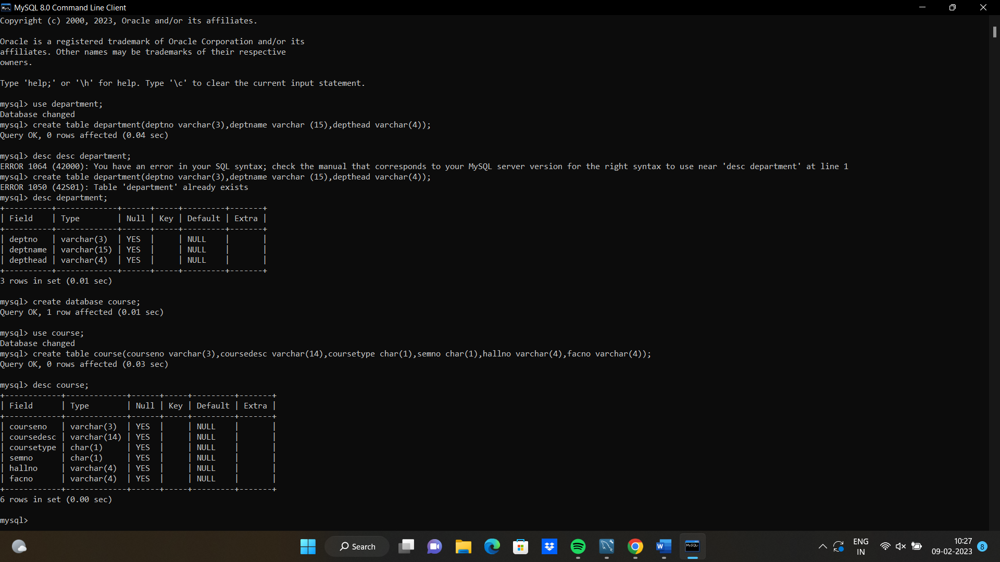 MySQL 8.0 Command Line Client
Copyright (c) 2000, 2023, Oracle and/or its affiliates.
Oracle is a registered trademark of Oracle Corporation and/or its
affiliates. Other names may be trademarks of their respective
owners.
Type 'help;' or '\h' for help. Type '\c' to clear the current input statement.
mysql> use department;
Database changed
mysql> create table department(deptno varchar(3),deptname varchar (15),depthead varchar(4));
Query OK, 0 rows affected (0.04 sec)
mysql> desc desc department;
ERROR 1064 (42000): You have an error in your SQL syntax; check the manual that corresponds to your MySQL server version for the right syntax to use near 'desc department' at line 1
mysql> create table department(deptno varchar(3),deptname varchar (15),depthead varchar(4));
ERROR 1050 (42S01): Table 'department' already exists
mysql> desc department;
+----------+-------------+------+-----+---------+-------+
| Field    | Type        | Null | Key | Default | Extra |
+----------+-------------+------+-----+---------+-------+
| deptno   | varchar(3)  | YES  |     | NULL    |       |
| deptname | varchar(15) | YES  |     | NULL    |       |
| depthead | varchar(4)  | YES  |     | NULL    |       |
+----------+-------------+------+-----+---------+-------+
3 rows in set (0.01 sec)
mysql> create database course;
Query OK, 1 row affected (0.01 sec)
mysql> use course;
Database changed
mysql> create table course(courseno varchar(3),coursedesc varchar(14),coursetype char(1),semno char(1),hallno varchar(4),facno varchar(4));
Query OK, 0 rows affected (0.03 sec)
mysql> desc course;
+------------+-------------+------+-----+---------+-------+
| Field      | Type        | Null | Key | Default | Extra |
+------------+-------------+------+-----+---------+-------+
| courseno   | varchar(3)  | YES  |     | NULL    |       |
| coursedesc | varchar(14) | YES  |     | NULL    |       |
| coursetype | char(1)     | YES  |     | NULL    |       |
| semno      | char(1)     | YES  |     | NULL    |       |
| hallno     | varchar(4)  | YES  |     | NULL    |       |
| facno      | varchar(4)  | YES  |     | NULL    |       |
+------------+-------------+------+-----+---------+-------+
6 rows in set (0.00 sec)
mysql>
Search
ENG
IN
10:27
09-02-2023
8